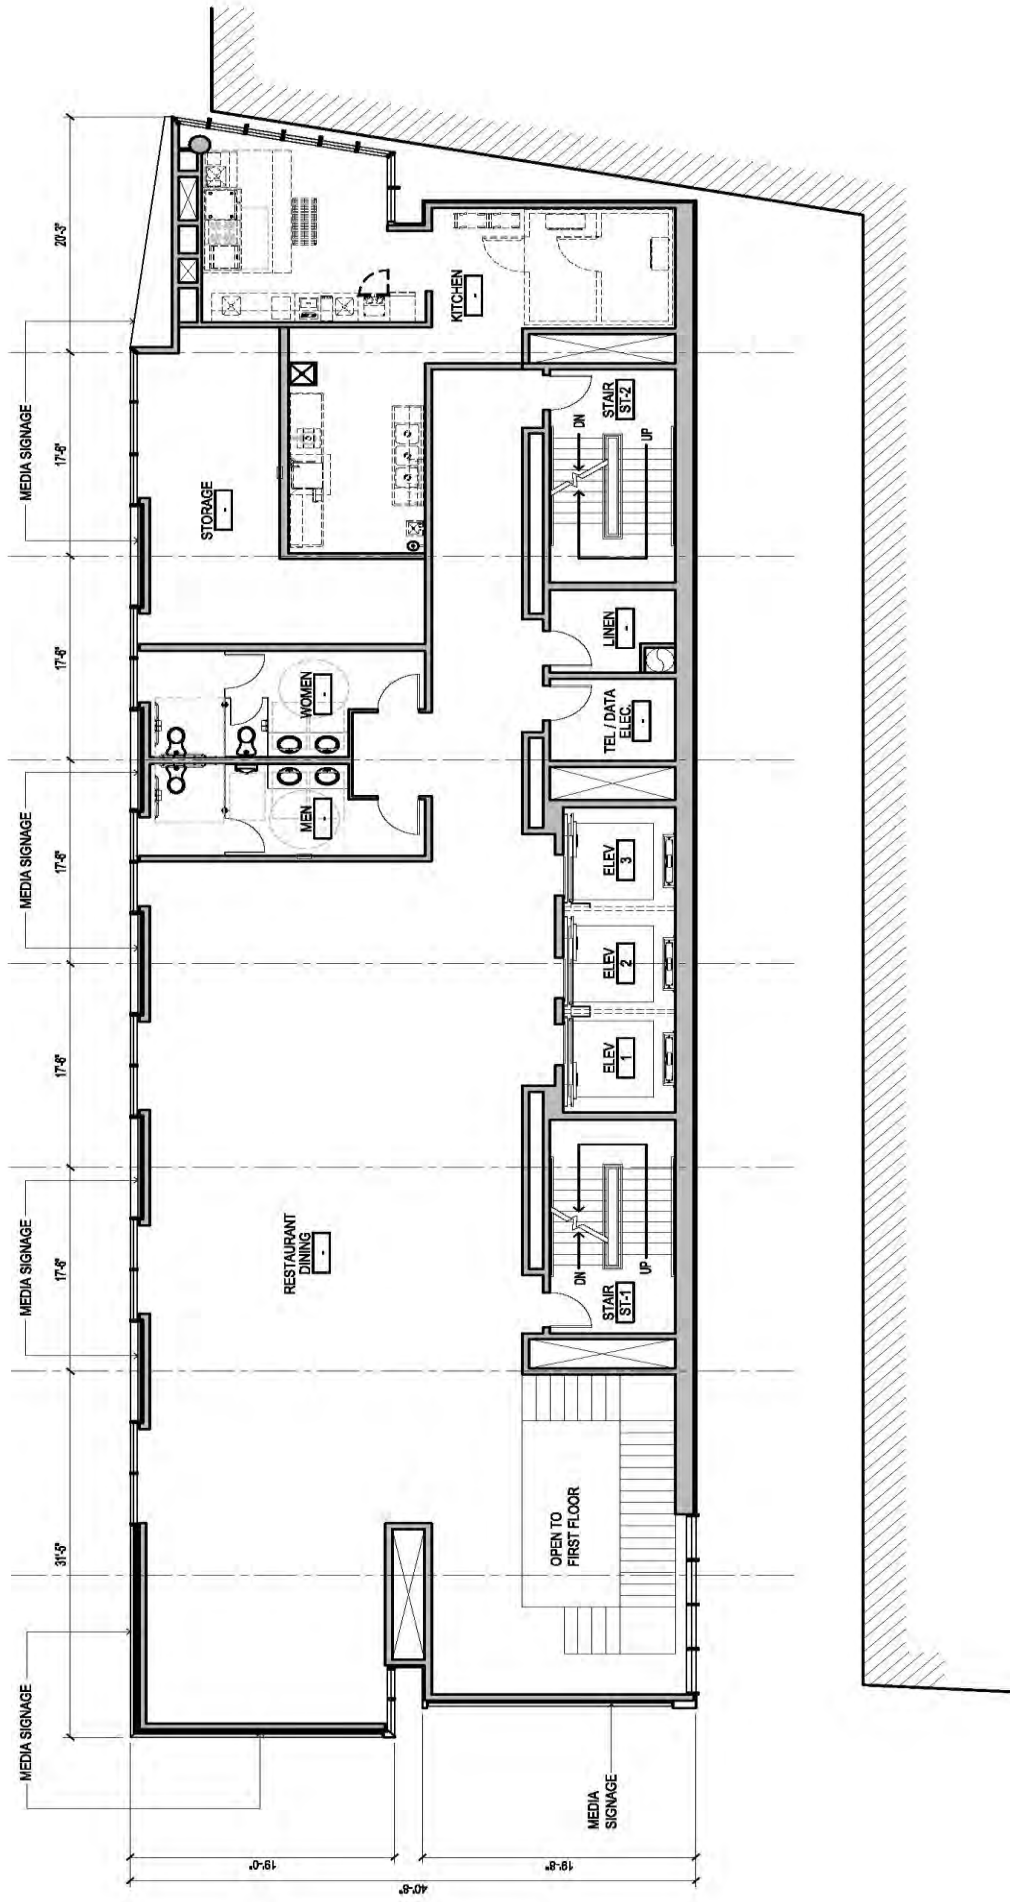 MEDIA SIGNAGE
MEDIA SIGNAGE
MEDIA SIGNAGE
MEDIA SIGNAGE
31'-5"
17'-6"
17'-6"
17'-6"
17'-6"
17'-6"
20'-3"
19'-0"
40'-8"
19'-8"
STORAGE
-
RESTAURANT
DINING
-
MEN
-
WOMEN
-
KITCHEN
-
OPEN TO
FIRST FLOOR
STAIR
ST-1
DN
UP
ELEV
1
ELEV
2
ELEV
3
TEL / DATA
ELEC.
-
LINEN
-
DN
UP
STAIR
ST-2
MEDIA
SIGNAGE